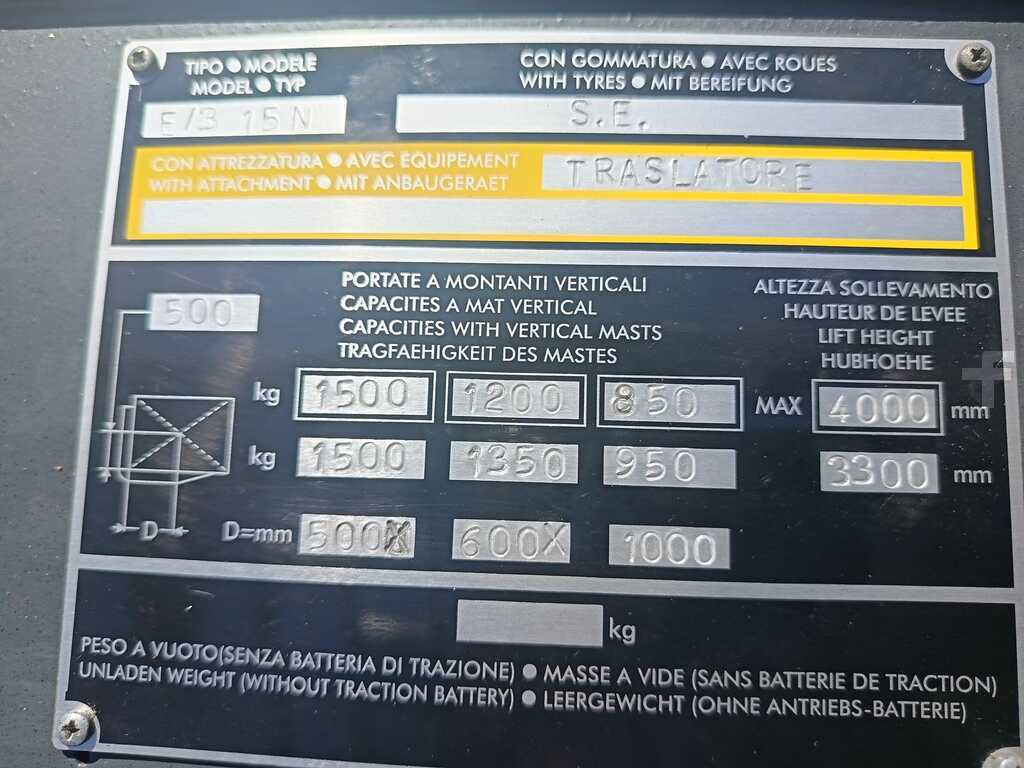 TIPO ● MODELE
MODEL ● TYP
E/3 15N
CON GOMMATURA ● AVEC ROUES
WITH TYRES ● MIT BEREIFUNG
S.E.
CON ATTREZZATURA ● AVEC EQUIPEMENT
WITH ATTACHMENT ● MIT ANBAUGERAET
TRASLATORE
500
PORTATE A MONTANTI VERTICALI
CAPACITES A MAT VERTICAL
CAPACITIES WITH VERTICAL MASTS
TRAGFAEHIGKEIT DES MASTES
ALTEZZA SOLLEVAMENTO
HAUTEUR DE LEVEE
LIFT HEIGHT
HUBHOEHE
kg 1500 1200 850 MAX 4000 mm
kg 1500 1350 950 3300 mm
D D=mm 500X 600X 1000
kg
PESO A VUOTO(SENZA BATTERIA DI TRAZIONE) ● MASSE A VIDE (SANS BATTERIE DE TRACTION)
UNLADEN WEIGHT (WITHOUT TRACTION BATTERY) ● LEERGEWICHT (OHNE ANTRIEBS-BATTERIE)